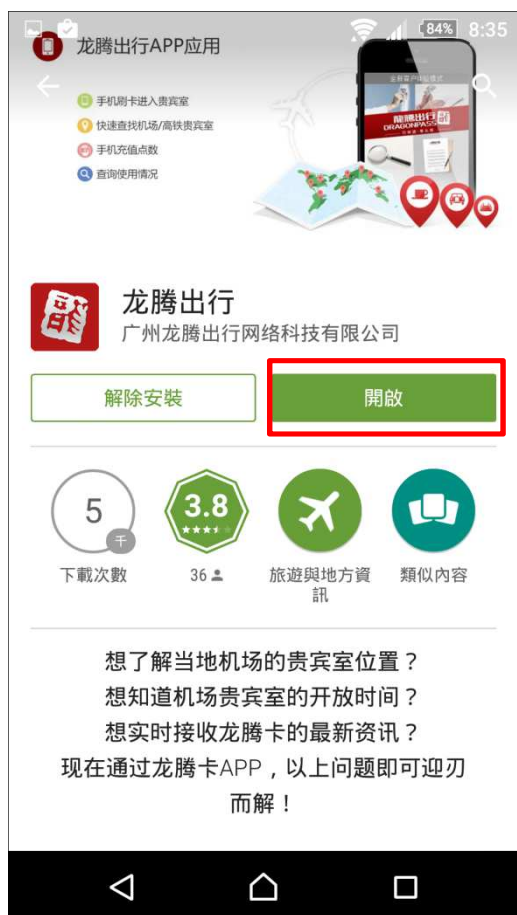 84% 8:35
龙腾出行APP应用
手机刷卡进入贵宾室
快速查找机场/高铁贵宾室
手机充值点数
查询使用情况
龍騰出行
DRAGONPASS
龙腾出行
广州龙腾出行网络科技有限公司
解除安裝
開啟
5
千
3.8
下載次數
36
旅遊與地方資
訊
類似內容
想了解当地机场的贵宾室位置？
想知道机场贵宾室的开放时间？
想实时接收龙腾卡的最新资讯？
现在通过龙腾卡APP，以上问题即可迎刃
而解！